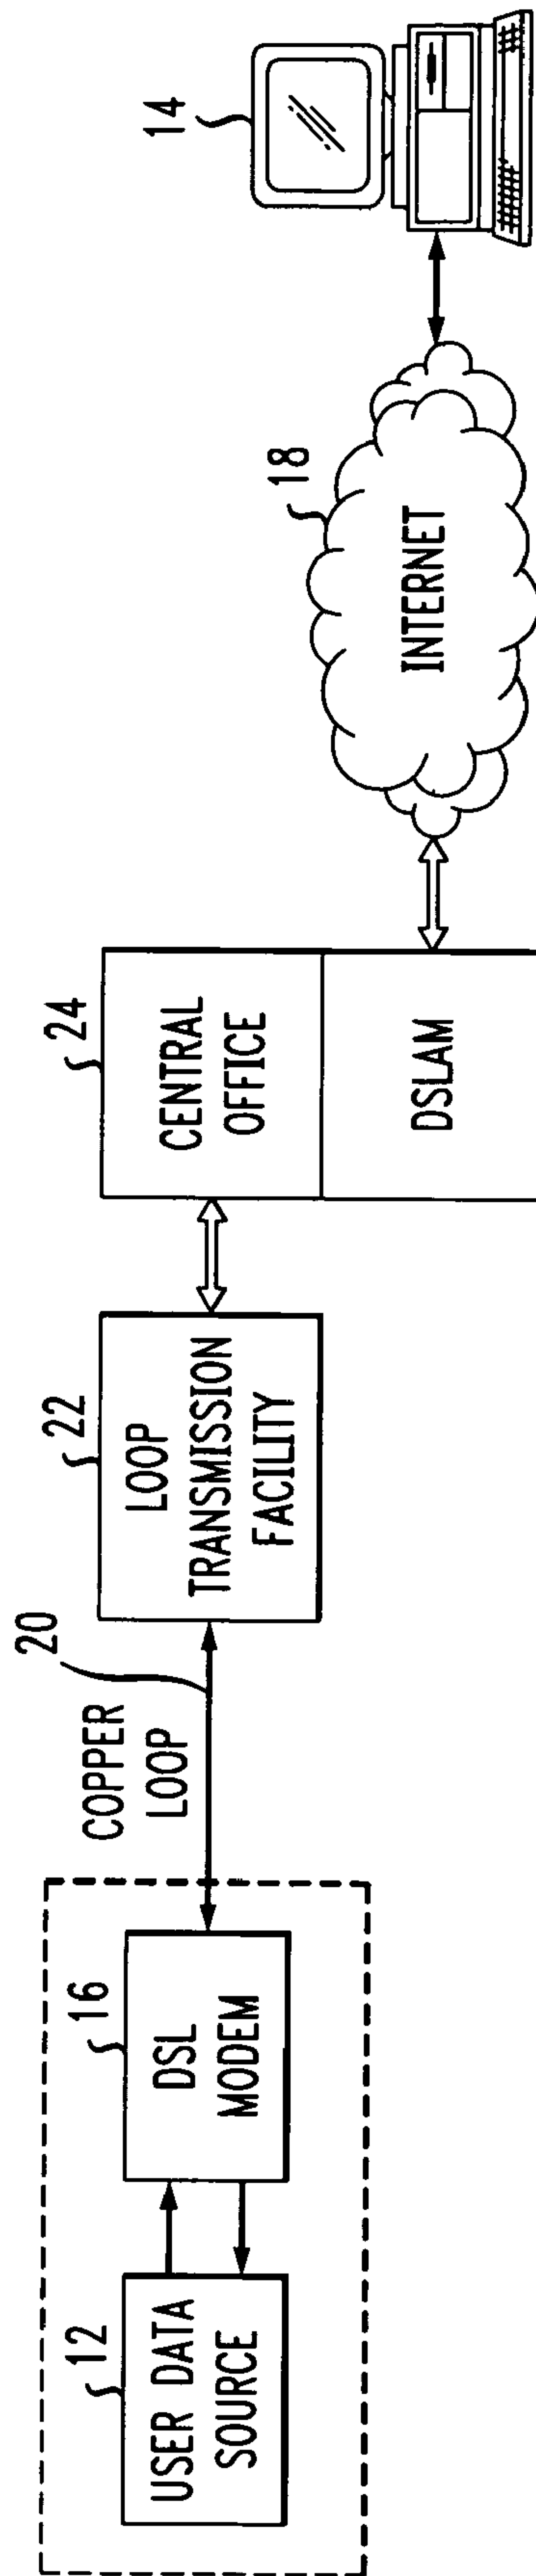 12
USER DATA
SOURCE
16
DSL
MODEM
COPPER
LOOP
20
22
LOOP
TRANSMISSION
FACILITY
24
CENTRAL
OFFICE
DSLAM
18
INTERNET
14